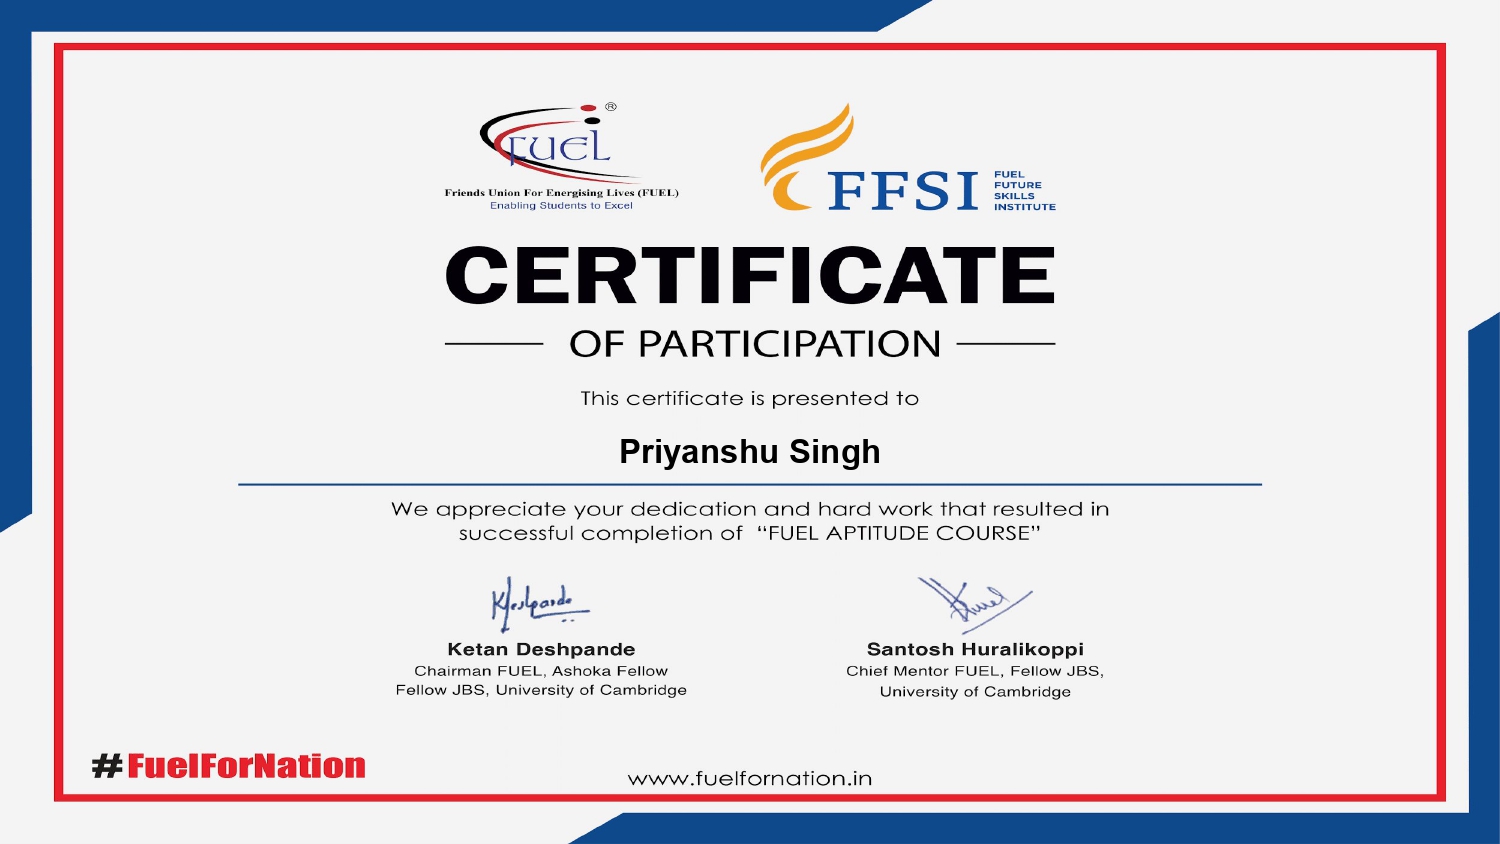 FUEL ®
Friends Union For Energising Lives (FUEL)
Enabling Students to Excel
FFSI
FUEL
FUTURE
SKILLS
INSTITUTE
CERTIFICATE
OF PARTICIPATION
This certificate is presented to
Priyanshu Singh
We appreciate your dedication and hard work that resulted in
successful completion of “FUEL APTITUDE COURSE”
Ketan Deshpande
Chairman FUEL, Ashoka Fellow
Fellow JBS, University of Cambridge
Santosh Huralikoppi
Chief Mentor FUEL, Fellow JBS,
University of Cambridge
#FuelForNation
www.fuelfornation.in